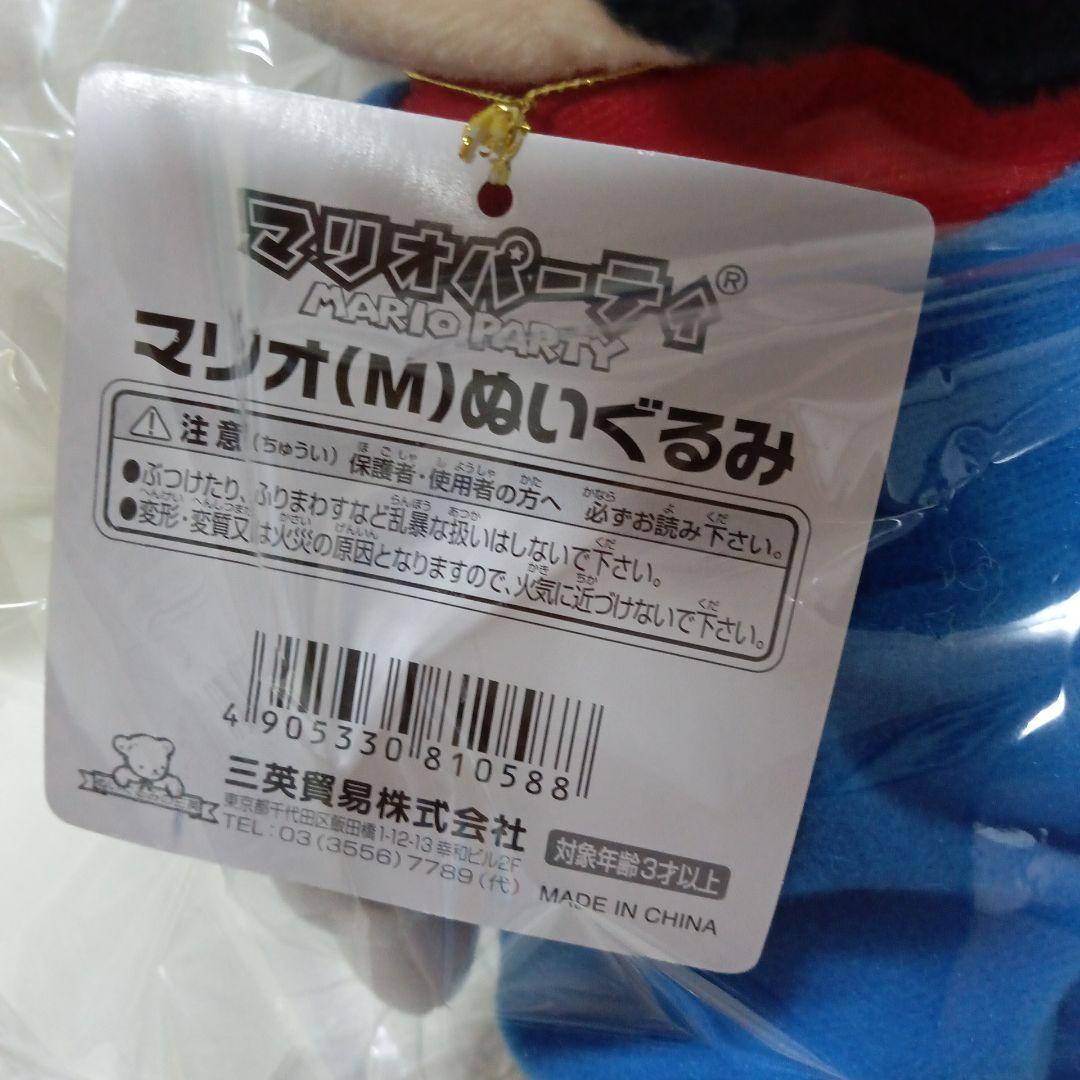 マリオパーティ®
MARIO PARTY
マリオ(M)ぬいぐるみ
注意(ちゅうい) 保護者・使用者の方へ 必ずお読み下さい。
●ぶつけたり、ふりまわすなど乱暴な扱いはしないで下さい。
●変形・変質又は火災の原因となりますので、火気に近づけないで下さい。
4905330810588
三英貿易株式会社
東京都千代田区飯田橋1-12-13 幸和ビル2F
TEL:03(3556)7789(代)
対象年齢3才以上
MADE IN CHINA